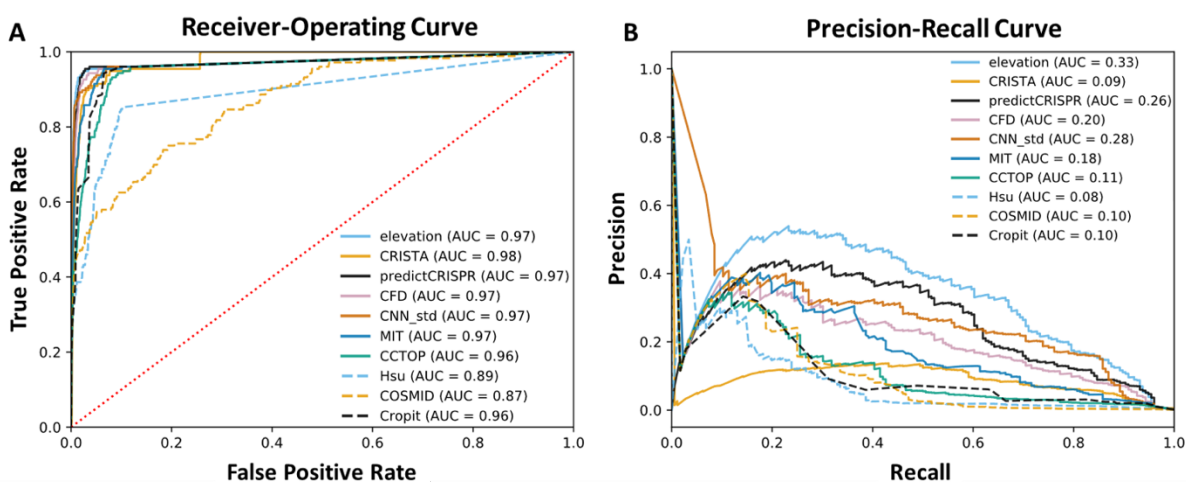 A
Receiver-Operating Curve
1.0
0.8
0.6
0.4
0.2
0.0
0.0
0.2
0.4
0.6
0.8
1.0
True Positive Rate
False Positive Rate
elevation (AUC = 0.97)
CRISTA (AUC = 0.98)
predictCRISPR (AUC = 0.97)
CFD (AUC = 0.97)
CNN_std (AUC = 0.97)
MIT (AUC = 0.97)
CCTOP (AUC = 0.96)
Hsu (AUC = 0.89)
COSMID (AUC = 0.87)
Cropit (AUC = 0.96)
B
Precision-Recall Curve
1.0
0.8
0.6
0.4
0.2
0.0
0.0
0.2
0.4
0.6
0.8
1.0
Precision
Recall
elevation (AUC = 0.33)
CRISTA (AUC = 0.09)
predictCRISPR (AUC = 0.26)
CFD (AUC = 0.20)
CNN_std (AUC = 0.28)
MIT (AUC = 0.18)
CCTOP (AUC = 0.11)
Hsu (AUC = 0.08)
COSMID (AUC = 0.10)
Cropit (AUC = 0.10)